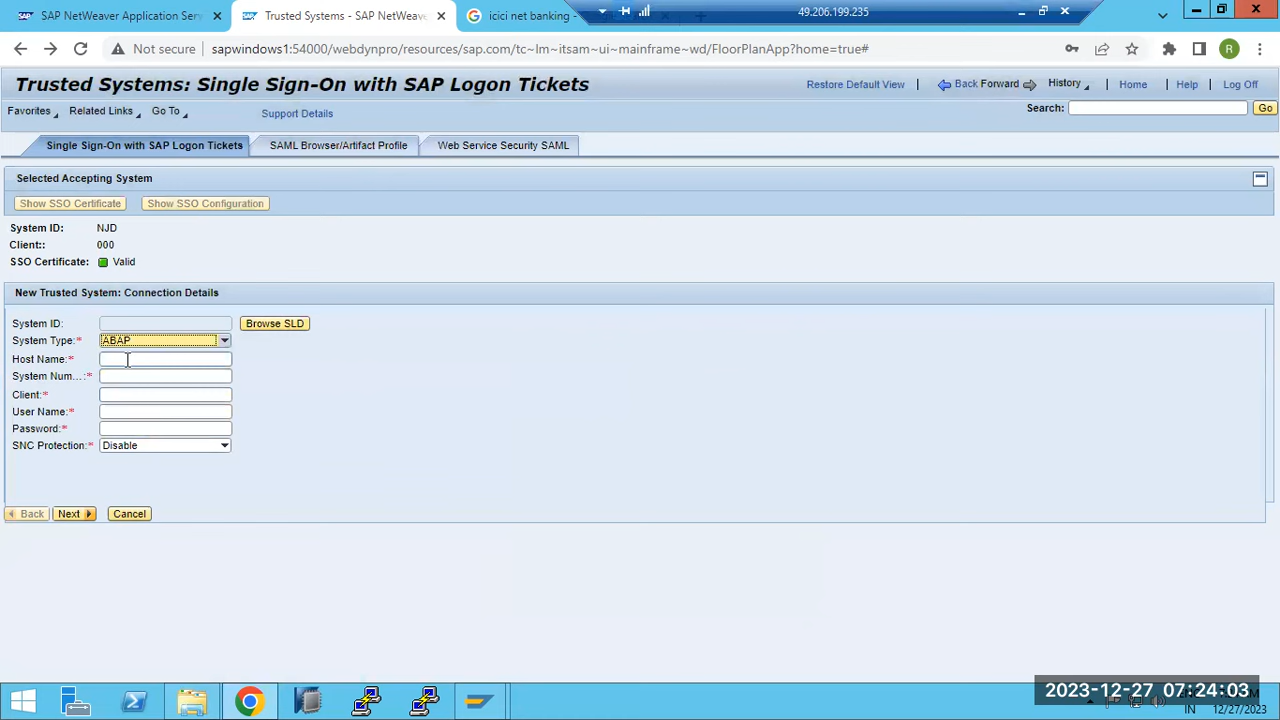 SAP NetWeaver Application Serv
Trusted Systems - SAP NetWeaver
icici net banking -
49.206.199.235
Not secure
sapwindows1:54000/webdynpro/resources/sap.com/tc~lm~itsam~ui~mainframe~wd/FloorPlanApp?home=true#
R
Trusted Systems: Single Sign-On with SAP Logon Tickets
Restore Default View
Back
Forward
History
Home
Help
Log Off
Favorites
Related Links
Go To
Support Details
Search:
Go
Single Sign-On with SAP Logon Tickets
SAML Browser/Artifact Profile
Web Service Security SAML
Selected Accepting System
Show SSO Certificate
Show SSO Configuration
System ID: NJD
Client:: 000
SSO Certificate: Valid
New Trusted System: Connection Details
System ID:
Browse SLD
System Type:* ABAP
Host Name:*
System Num...:*
Client:*
User Name:*
Password:*
SNC Protection:* Disable
Back
Next
Cancel
2023-12-27 07:24:03
IN
12/27/2023